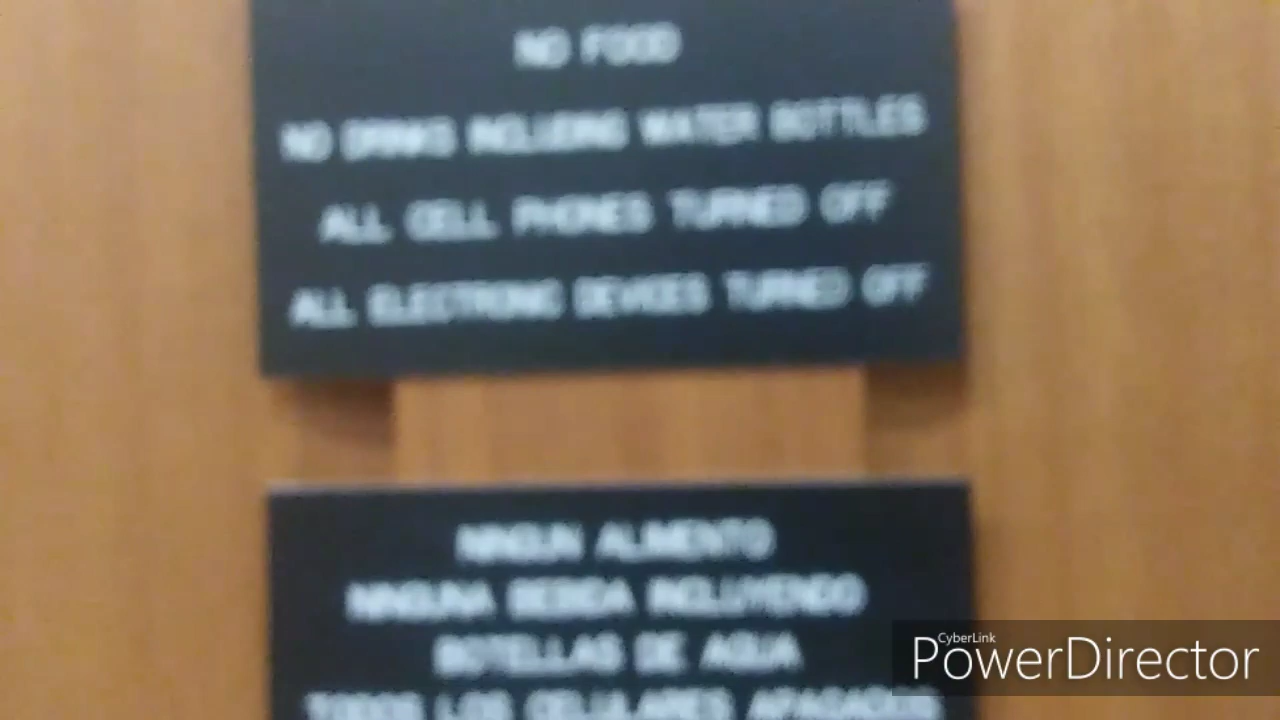 NO FOOD
NO DRINKS INCLUDING WATER BOTTLES
ALL CELL PHONES TURNED OFF
ALL ELECTRONIC DEVICES TURNED OFF
NINGUN ALIMENTO
NINGUNA BEBIDA INCLUYENDO
BOTELLAS DE AGUA
TODOS LOS CELULARES APAGADOS
CyberLink
PowerDirector